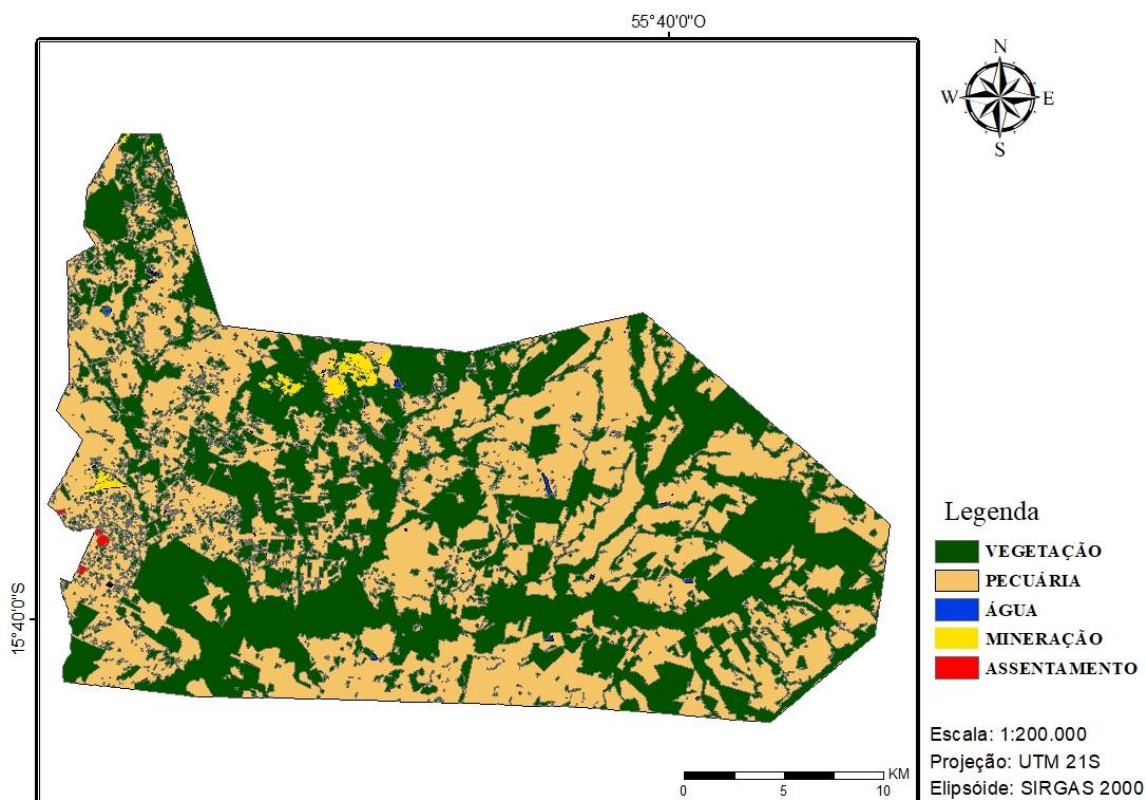 55°40'0"O
N
W E
S
15°40'0"S
Legenda
VEGETAÇÃO
PECUÁRIA
ÁGUA
MINERAÇÃO
ASSENTAMENTO
Escala: 1:200.000
Projeção: UTM 21S
Elipsóide: SIRGAS 2000
KM
0 5 10